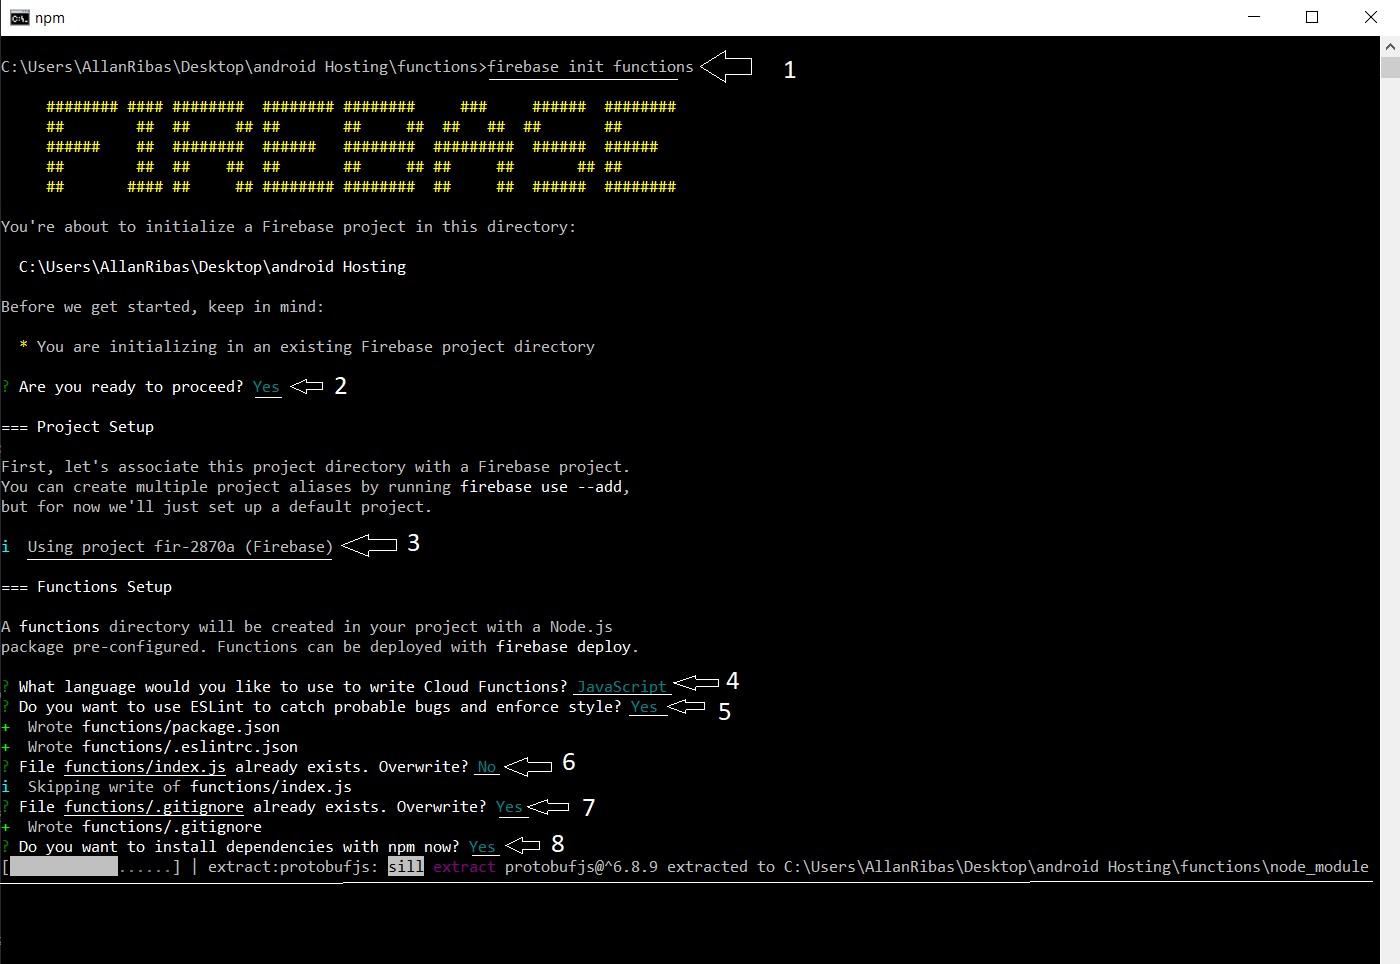 npm
C:\Users\AllanRibas\Desktop\android Hosting\functions>firebase init functions 1
######## #### ########  ######## ########     ###     ######  ########
##        ##  ##     ## ##       ##     ##  ##   ##  ##       ##
######    ##  ########  ######   ########  #########  ######  ######
##        ##  ##    ##  ##       ##     ## ##     ##       ## ##
##       #### ##     ## ######## ########  ##     ##  ######  ########
You're about to initialize a Firebase project in this directory:
C:\Users\AllanRibas\Desktop\android Hosting
Before we get started, keep in mind:
* You are initializing in an existing Firebase project directory
? Are you ready to proceed? Yes 2
=== Project Setup
First, let's associate this project directory with a Firebase project.
You can create multiple project aliases by running firebase use --add,
but for now we'll just set up a default project.
i  Using project fir-2870a (Firebase) 3
=== Functions Setup
A functions directory will be created in your project with a Node.js
package pre-configured. Functions can be deployed with firebase deploy.
? What language would you like to use to write Cloud Functions? JavaScript 4
? Do you want to use ESLint to catch probable bugs and enforce style? Yes 5
+  Wrote functions/package.json
+  Wrote functions/.eslintrc.json
? File functions/index.js already exists. Overwrite? No 6
i  Skipping write of functions/index.js
? File functions/.gitignore already exists. Overwrite? Yes 7
+  Wrote functions/.gitignore
? Do you want to install dependencies with npm now? Yes 8
[            ......] | extract:protobufjs: sill extract protobufjs@^6.8.9 extracted to C:\Users\AllanRibas\Desktop\android Hosting\functions\node_module